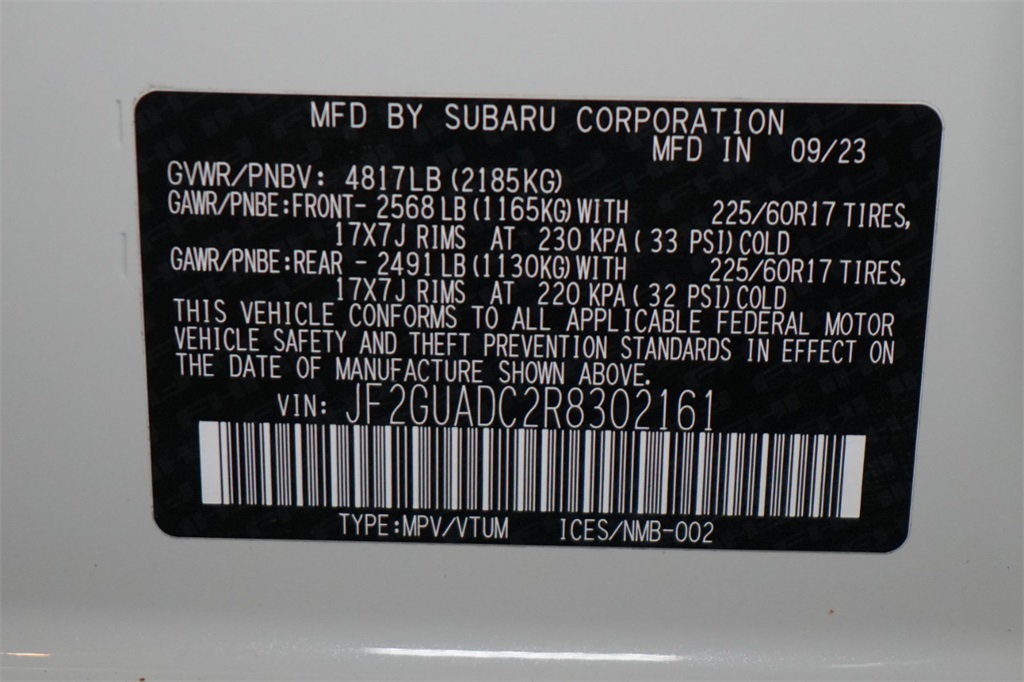 MFD BY SUBARU CORPORATION
MFD IN 09/23
GVWR/PNBV: 4817LB (2185KG)
GAWR/PNBE:FRONT- 2568 LB (1165KG) WITH 225/60R17 TIRES,
17X7J RIMS AT 230 KPA ( 33 PSI) COLD
GAWR/PNBE:REAR - 2491 LB (1130KG) WITH 225/60R17 TIRES,
17X7J RIMS AT 220 KPA ( 32 PSI) COLD
THIS VEHICLE CONFORMS TO ALL APPLICABLE FEDERAL MOTOR
VEHICLE SAFETY AND THEFT PREVENTION STANDARDS IN EFFECT ON
THE DATE OF MANUFACTURE SHOWN ABOVE.
VIN: JF2GUADC2R8302161
TYPE:MPV/VTUM ICES/NMB-002